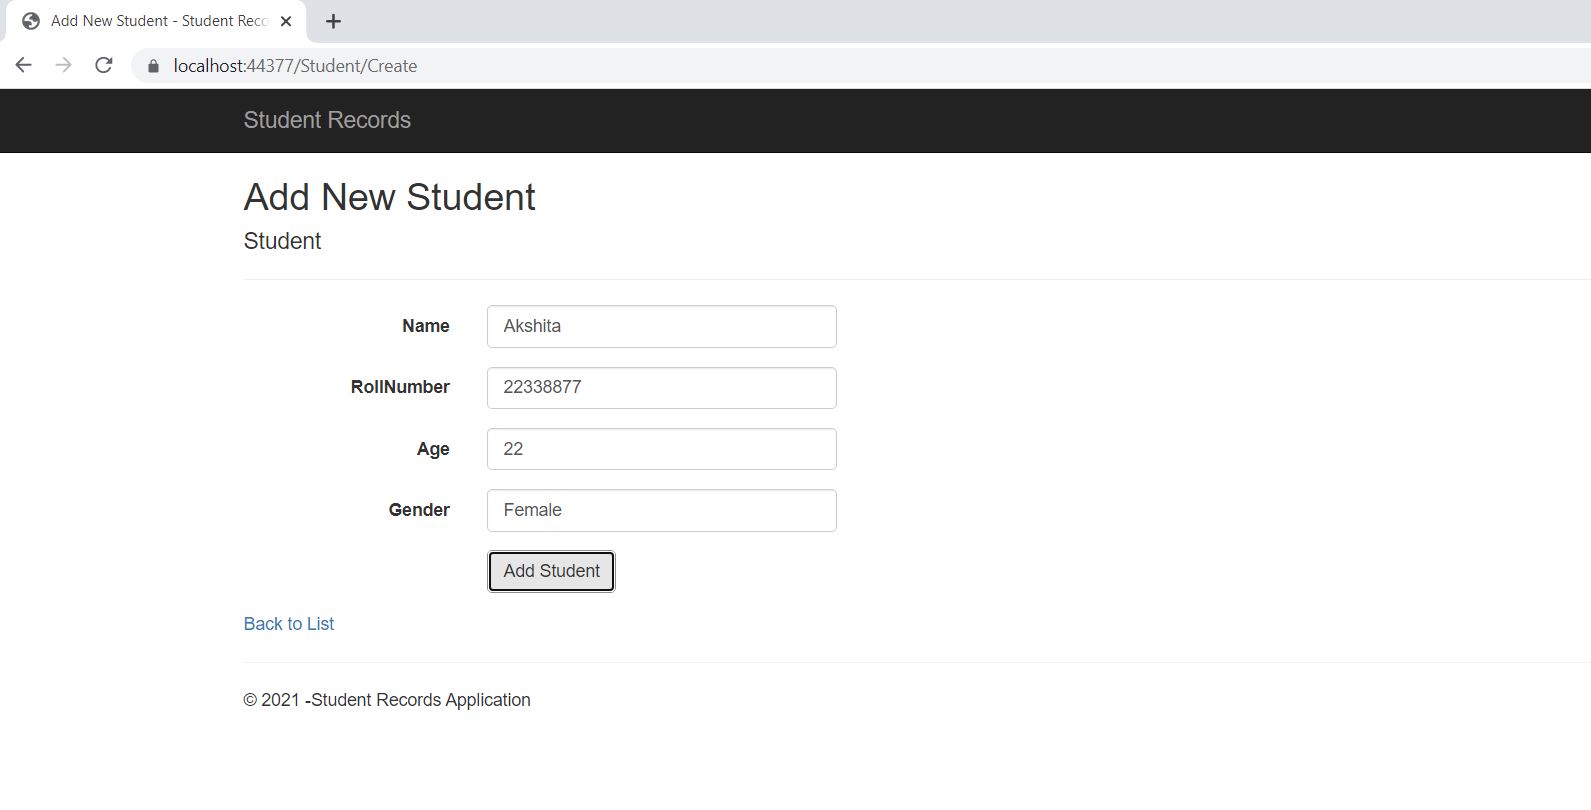 Add New Student - Student Reco
localhost:44377/Student/Create
Student Records
Add New Student
Student
Name Akshita
RollNumber 22338877
Age 22
Gender Female
Add Student
Back to List
© 2021 -Student Records Application